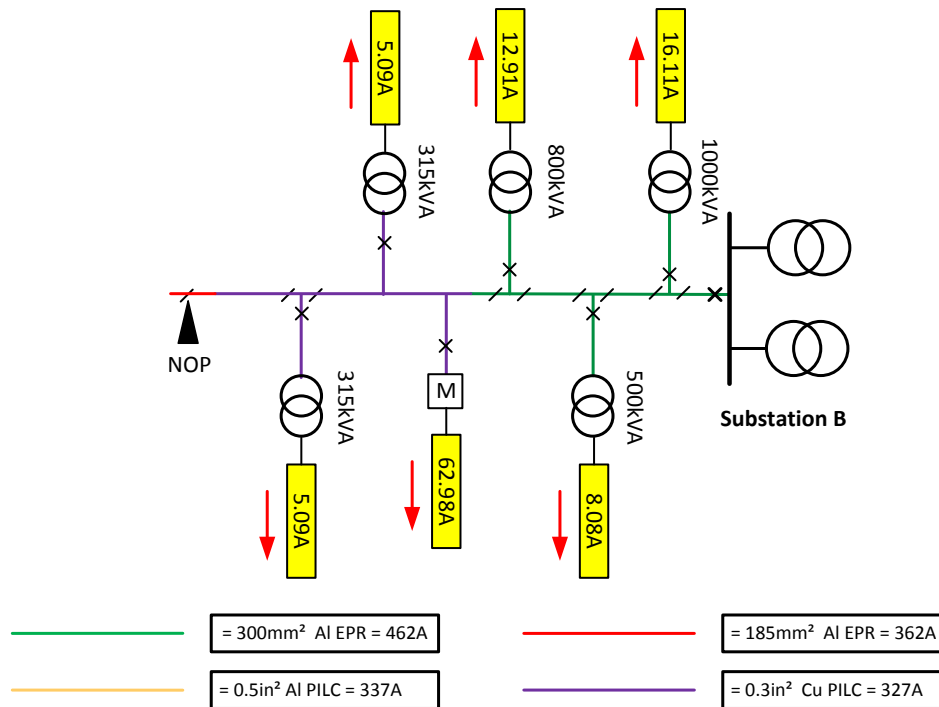 5.09A
12.91A
16.11A
315kVA
800kVA
1000kVA
NOP
315kVA
M
500kVA
Substation B
5.09A
62.98A
8.08A
= 300mm² Al EPR = 462A
= 185mm² Al EPR = 362A
= 0.5in² Al PILC = 337A
= 0.3in² Cu PILC = 327A